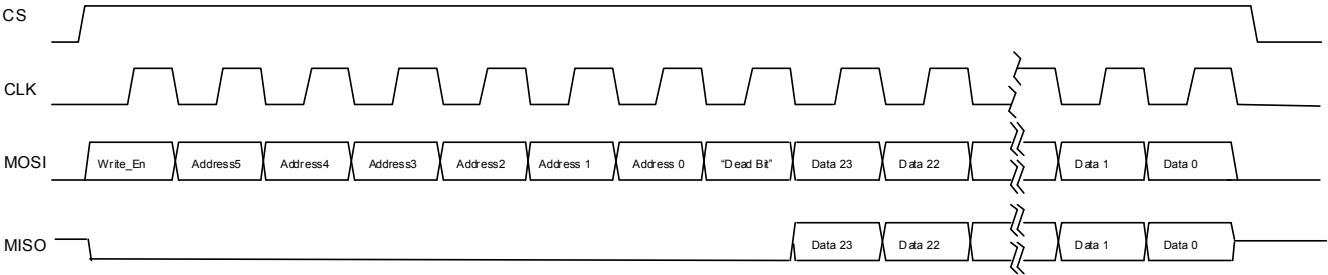 CS
CLK
MOSI Write_En Address5 Address4 Address3 Address2 Address 1 Address 0 “Dead Bit” Data 23 Data 22 Data 1 Data 0
MISO Data 23 Data 22 Data 1 Data 0